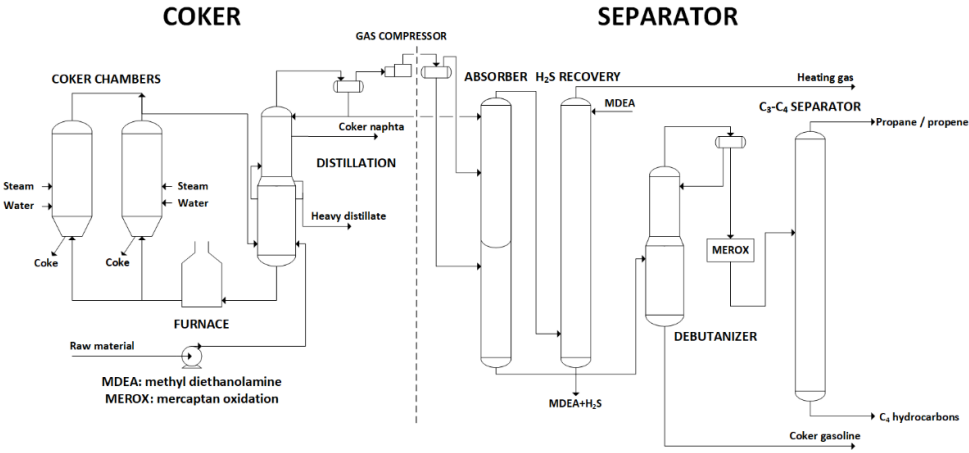 COKER
SEPARATOR
GAS COMPRESSOR
COKER CHAMBERS
ABSORBER
H₂S RECOVERY
Heating gas
MDEA
C₃-C₄ SEPARATOR
Propane / propene
Coker naphta
DISTILLATION
Steam
Water
Steam
Water
Heavy distillate
MEROX
Coke
Coke
FURNACE
DEBUTANIZER
Raw material
MDEA: methyl diethanolamine
MEROX: mercaptan oxidation
MDEA+H₂S
C₄ hydrocarbons
Coker gasoline